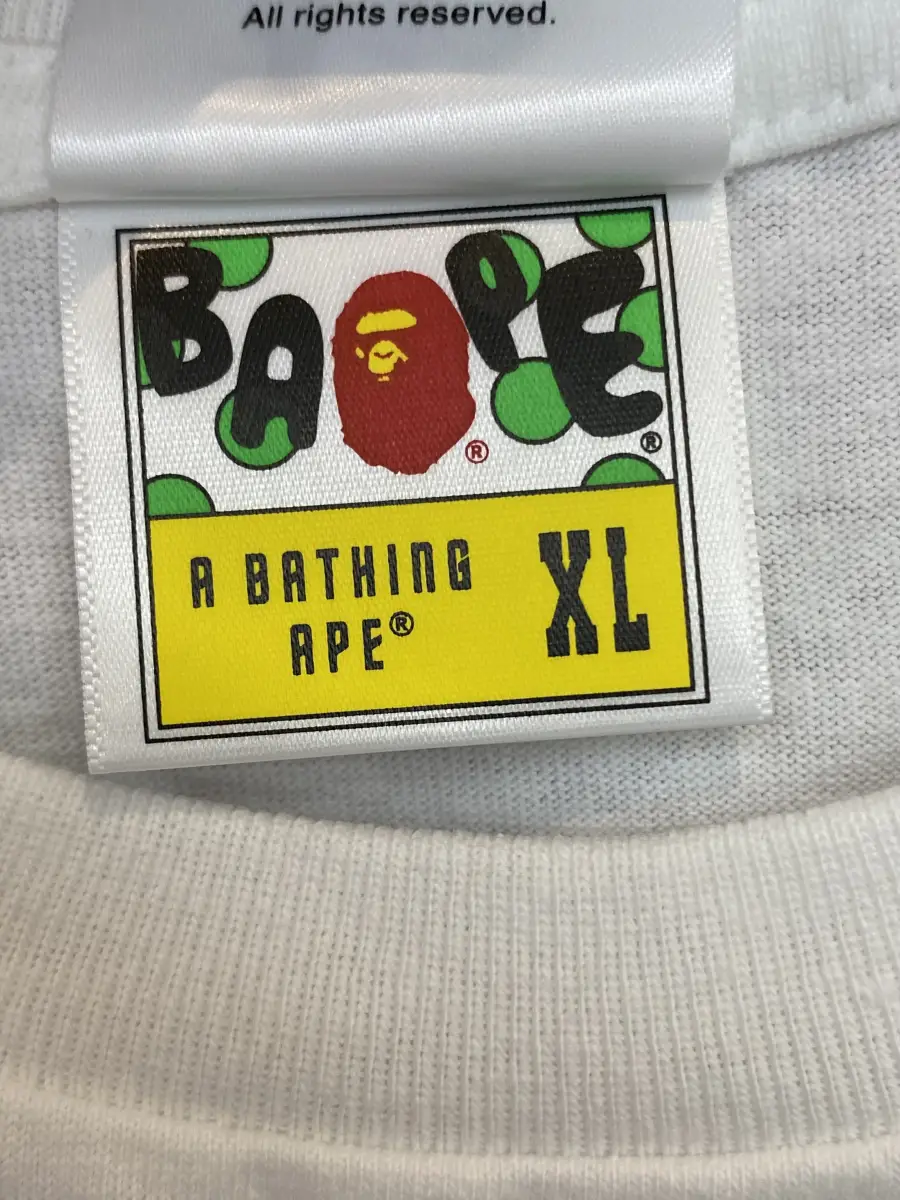 All rights reserved.
BAPE®
®
A BATHING
APE®
XL